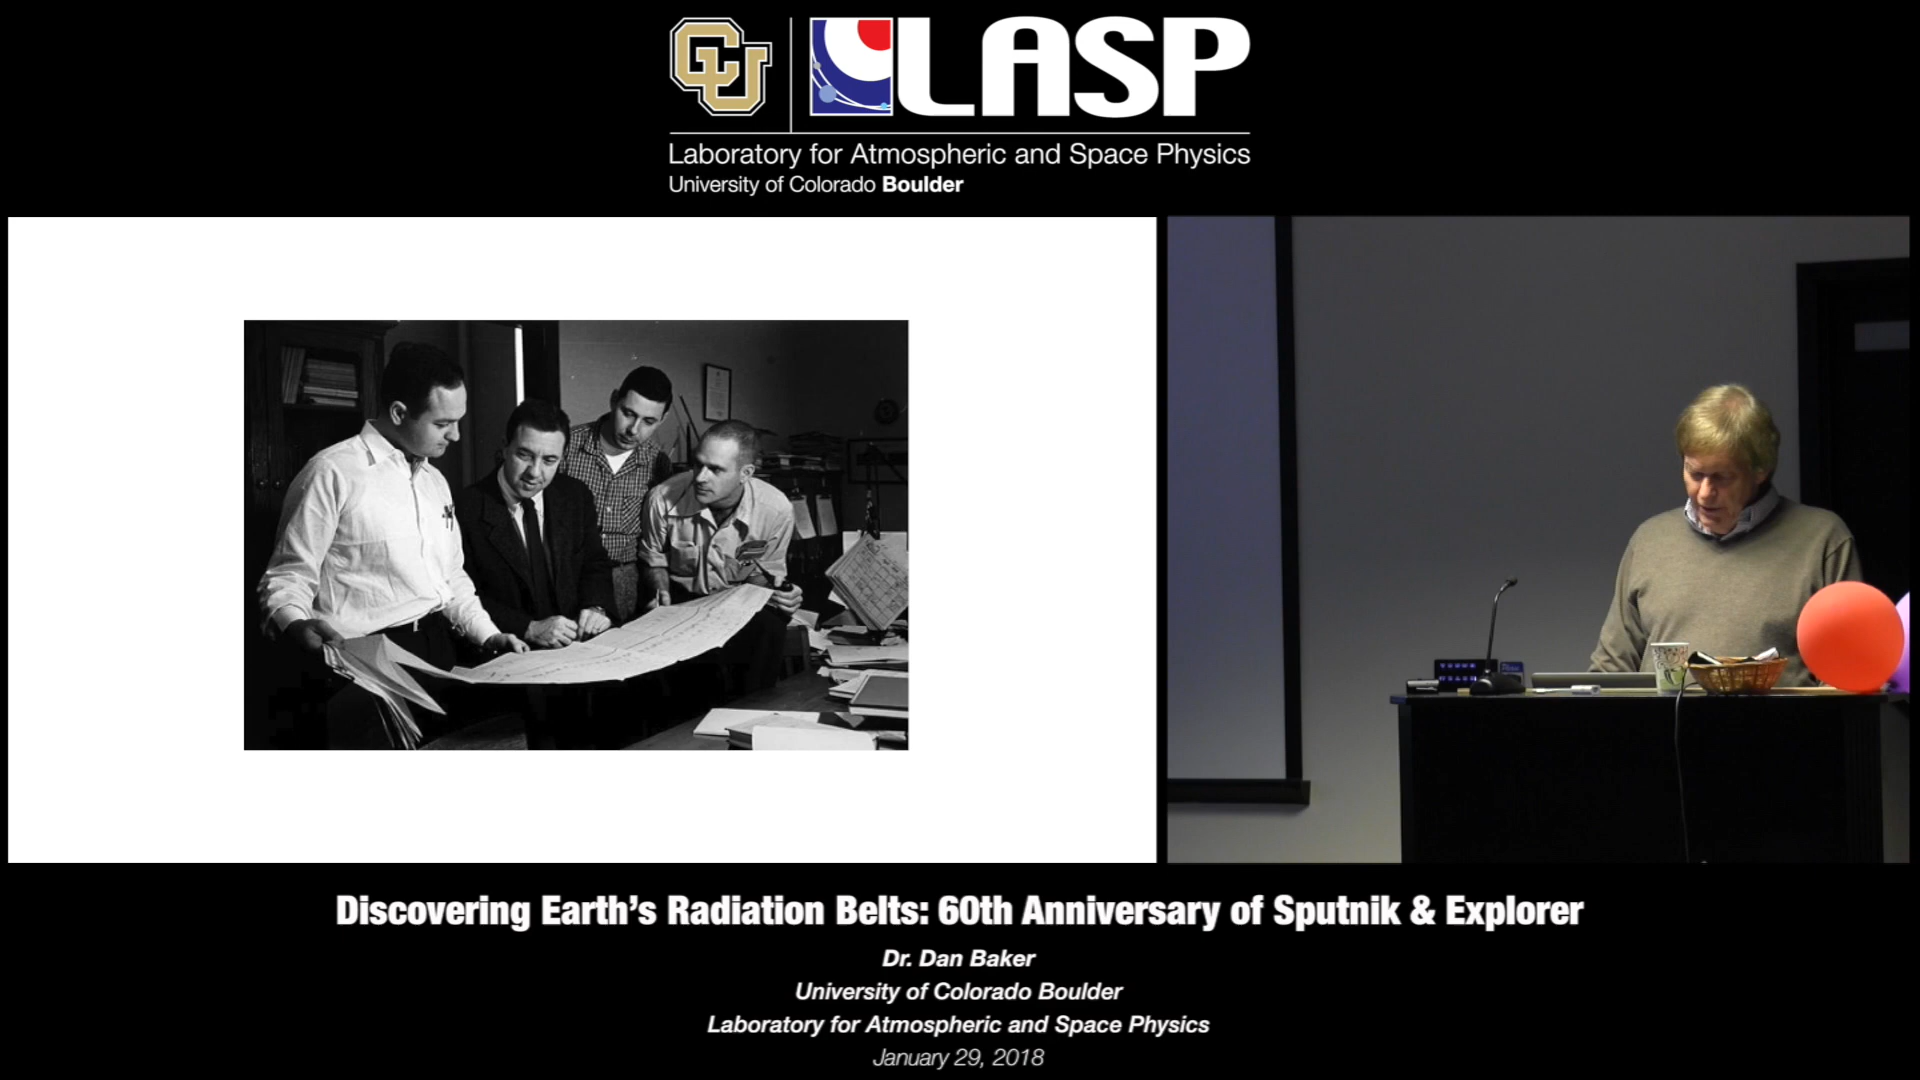 CU
LASP
Laboratory for Atmospheric and Space Physics
University of Colorado Boulder
Discovering Earth's Radiation Belts: 60th Anniversary of Sputnik & Explorer
Dr. Dan Baker
University of Colorado Boulder
Laboratory for Atmospheric and Space Physics
January 29, 2018